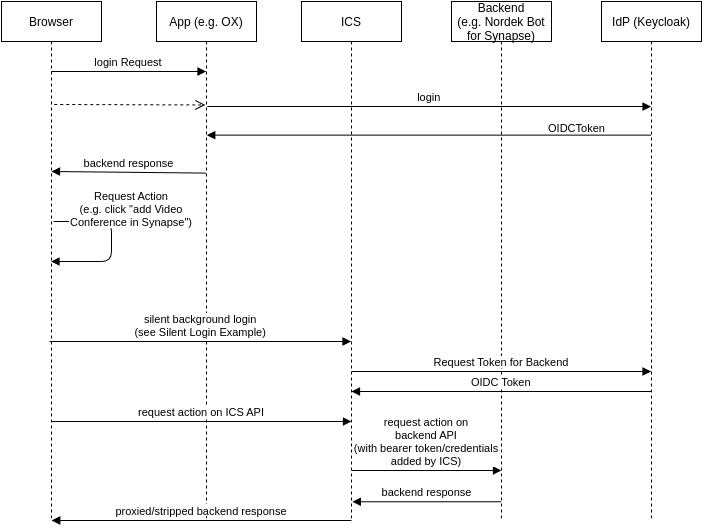 Browser
App (e.g. OX)
ICS
Backend
(e.g. Nordek Bot
for Synapse)
IdP (Keycloak)
login Request
login
OIDCToken
backend response
Request Action
(e.g. click "add Video
Conference in Synapse")
silent background login
(see Silent Login Example)
Request Token for Backend
OIDC Token
request action on ICS API
request action on
backend API
(with bearer token/credentials
added by ICS)
backend response
proxied/stripped backend response